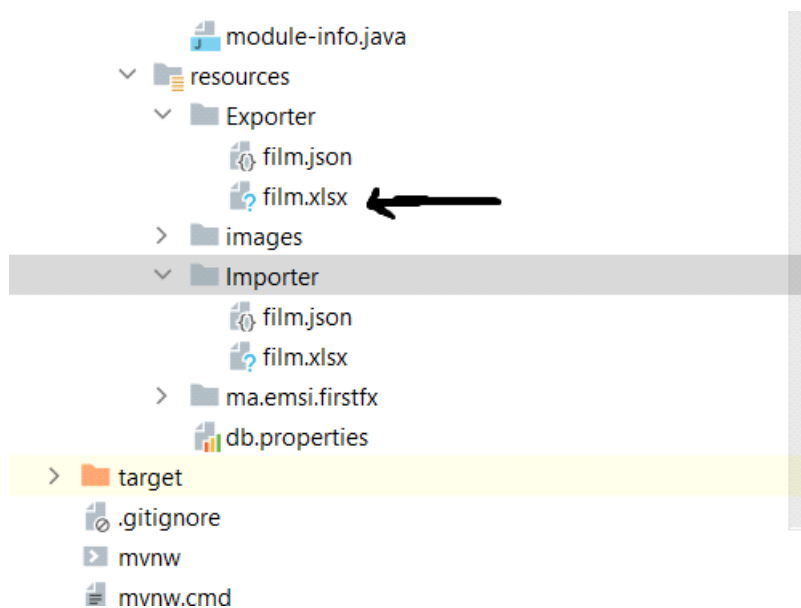 module-info.java
resources
Exporter
film.json
film.xlsx
images
Importer
film.json
film.xlsx
ma.emsi.firstfx
db.properties
target
.gitignore
mvnw
mvnw.cmd